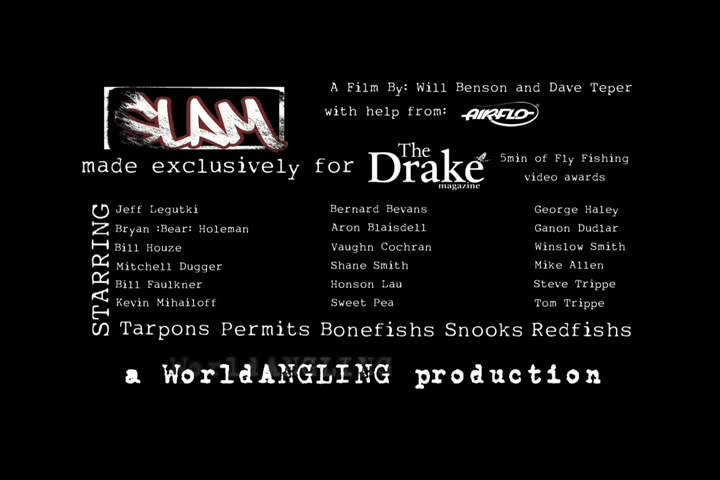 SLAM
A Film By: Will Benson and Dave Teper
with help from: AIRFLO
made exclusively for The Drake magazine
5min of Fly Fishing
video awards
STARRING
Jeff Legutki
Bryan :Bear: Holeman
Bill Houze
Mitchell Dugger
Bill Faulkner
Kevin Mihailoff
Bernard Bevans
Aron Blaisdell
Vaughn Cochran
Shane Smith
Honson Lau
Sweet Pea
George Haley
Ganon Dudlar
Winslow Smith
Mike Allen
Steve Trippe
Tom Trippe
Tarpons Permits Bonefishs Snooks Redfishs
a WorldANGLING production